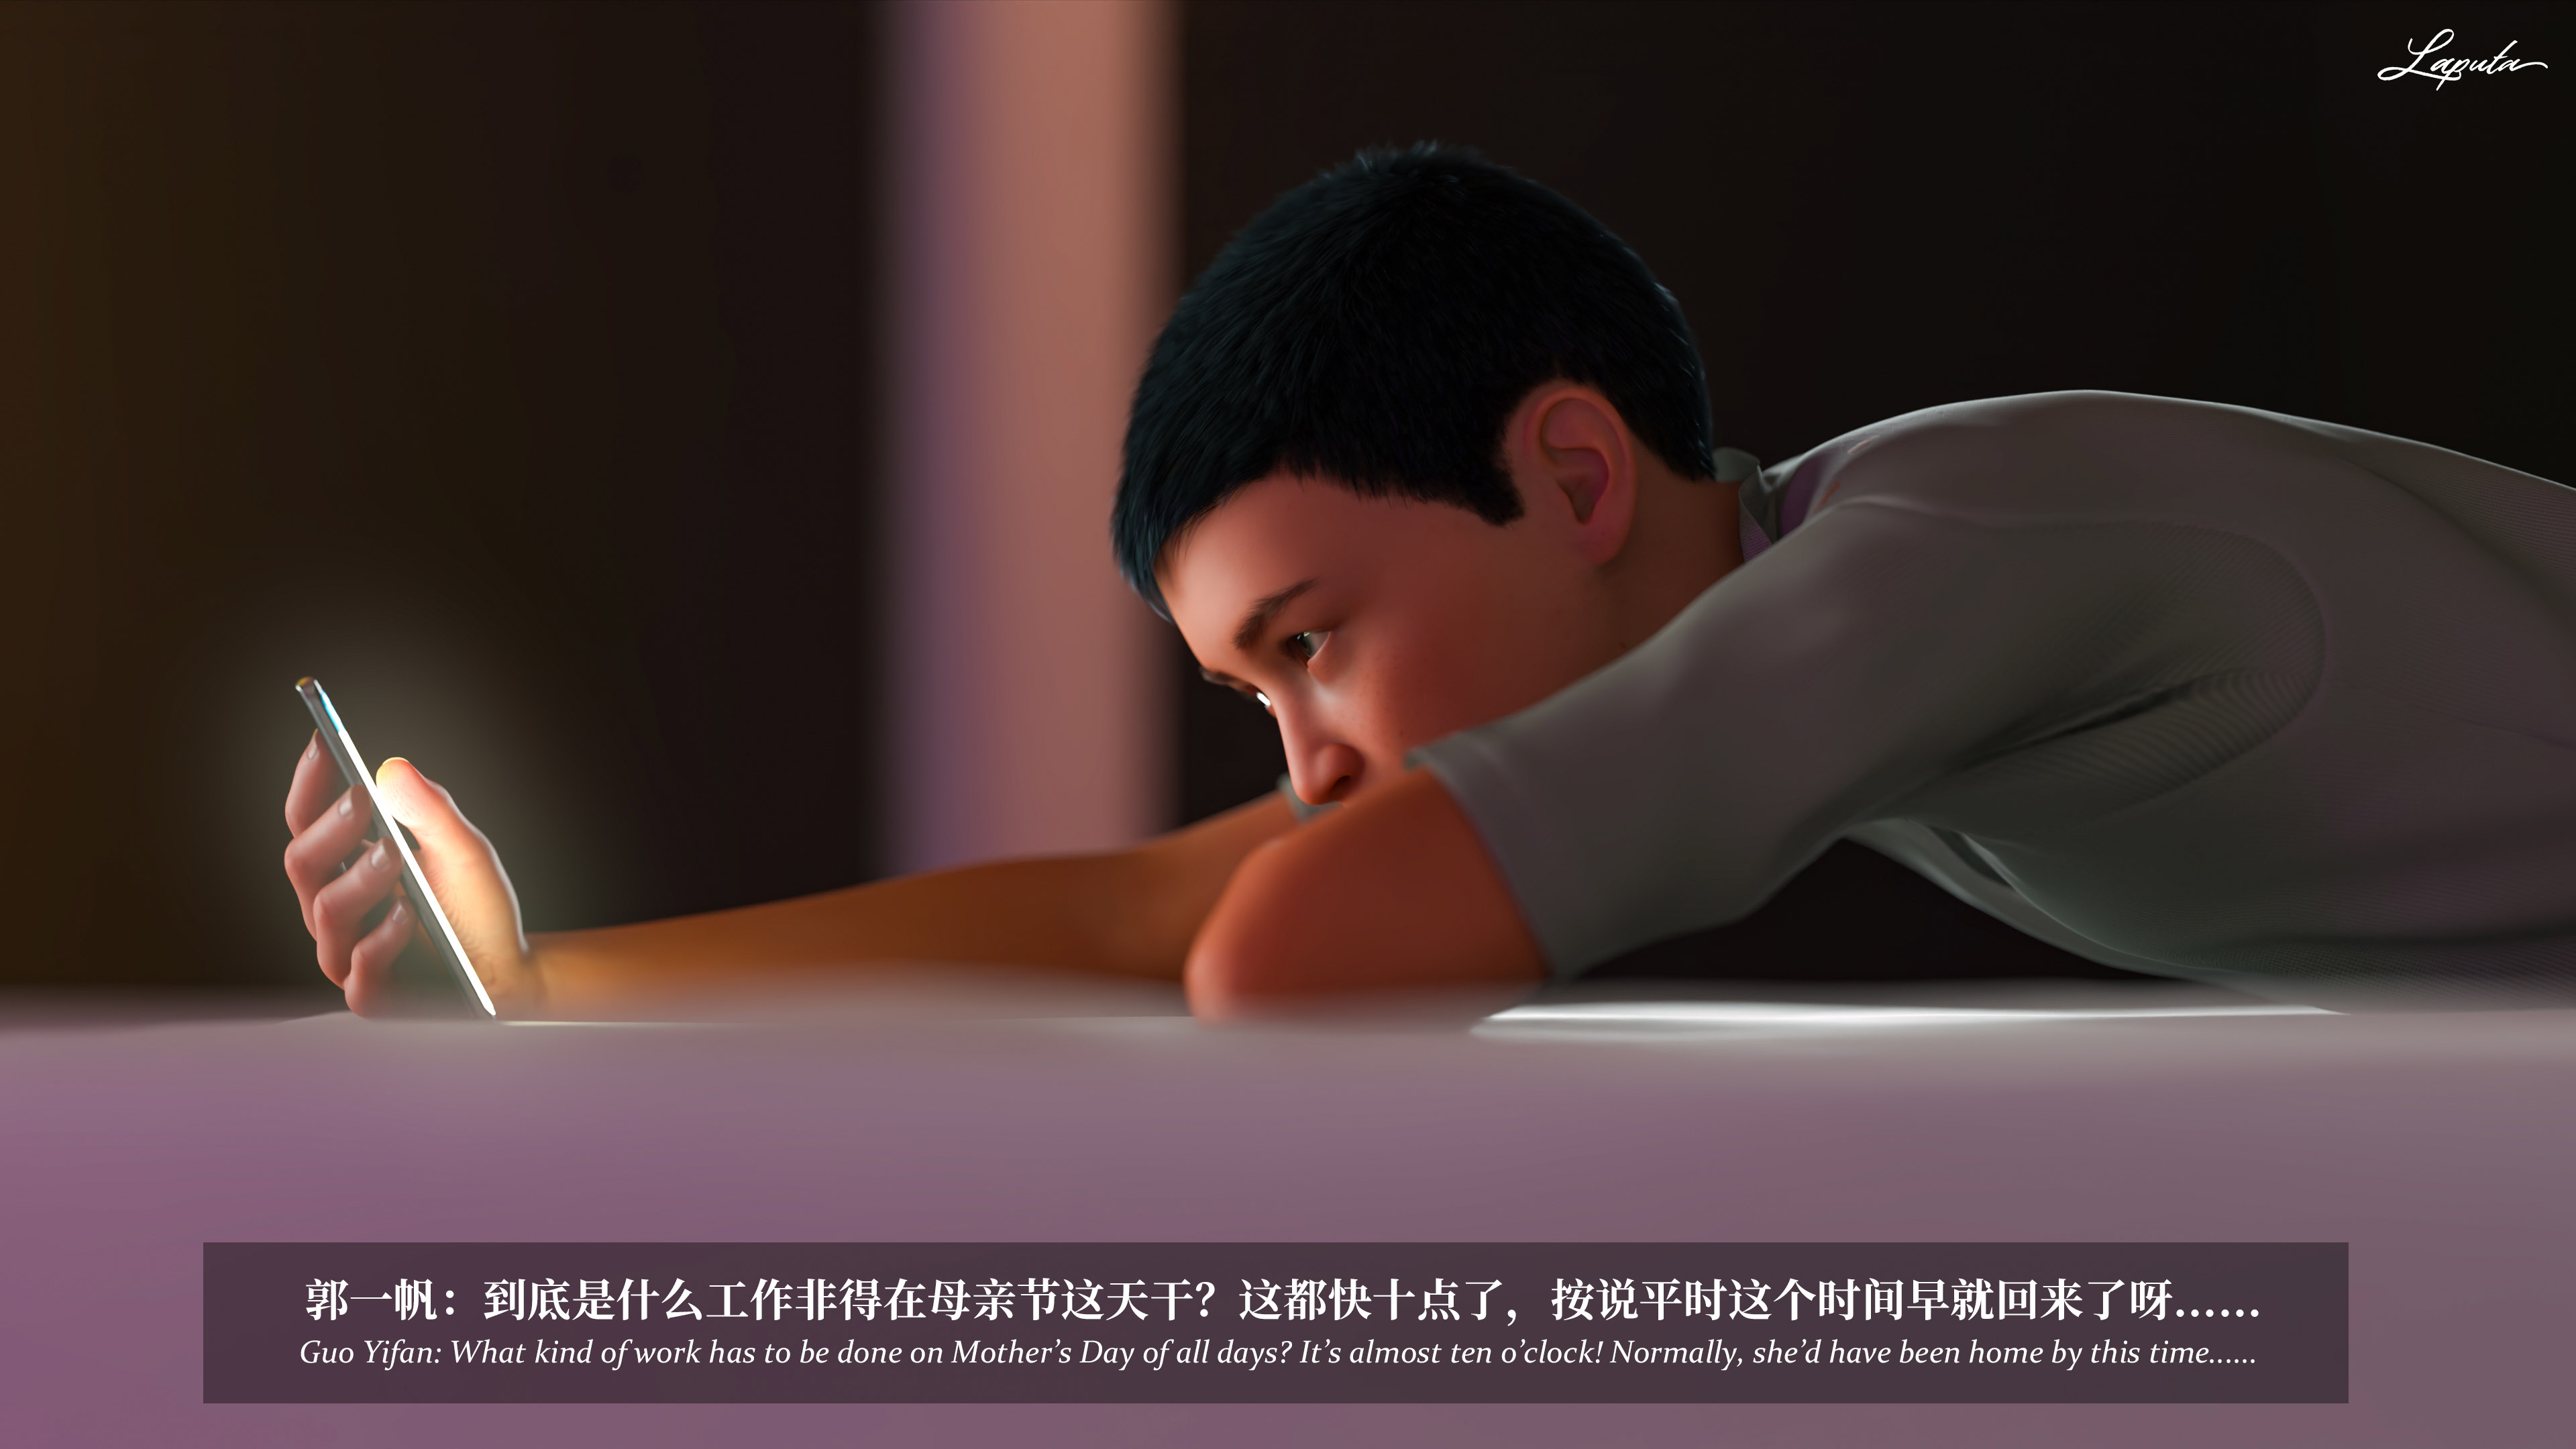 Laputa
郭一帆：到底是什么工作非得在母亲节这天干？这都快十点了，按说平时这个时间早就回来了呀……
Guo Yifan: What kind of work has to be done on Mother’s Day of all days? It’s almost ten o’clock! Normally, she’d have been home by this time......